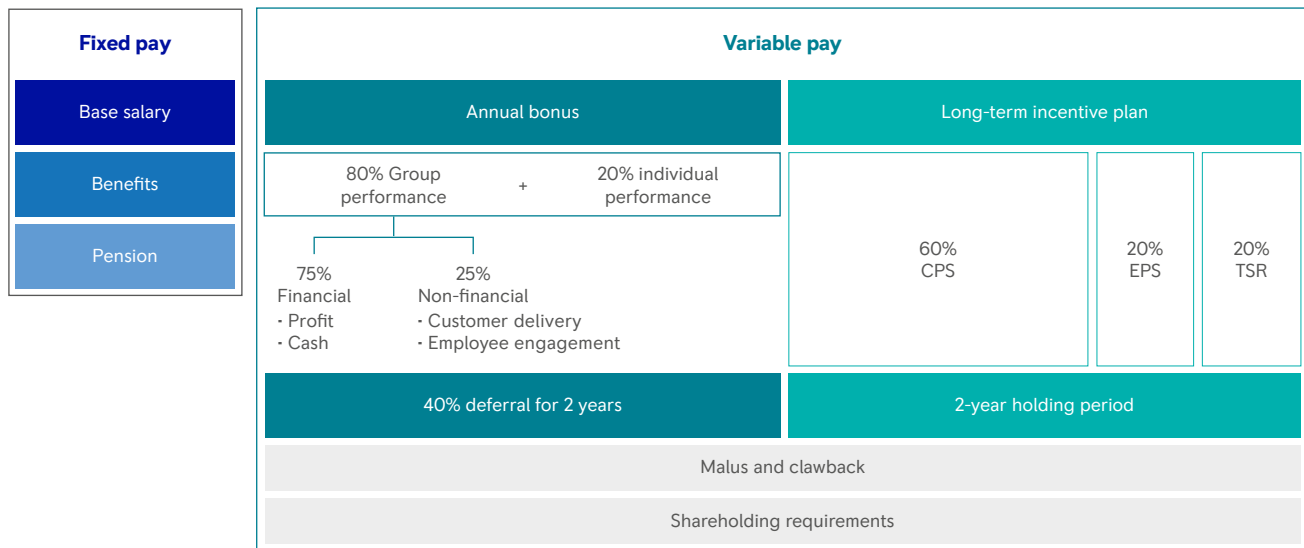 Fixed pay
Base salary
Benefits
Pension
Variable pay
Annual bonus
80% Group
performance
+
20% individual
performance
75%
Financial
· Profit
· Cash
25%
Non-financial
· Customer delivery
· Employee engagement
40% deferral for 2 years
Long-term incentive plan
60%
CPS
20%
EPS
20%
TSR
2-year holding period
Malus and clawback
Shareholding requirements